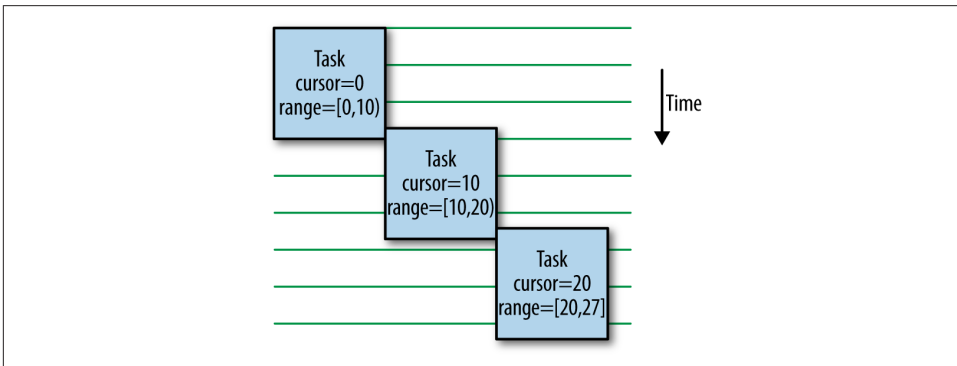 Task
cursor=0
range=[0,10)
Time
Task
cursor=10
range=[10,20)
Task
cursor=20
range=[20,27]